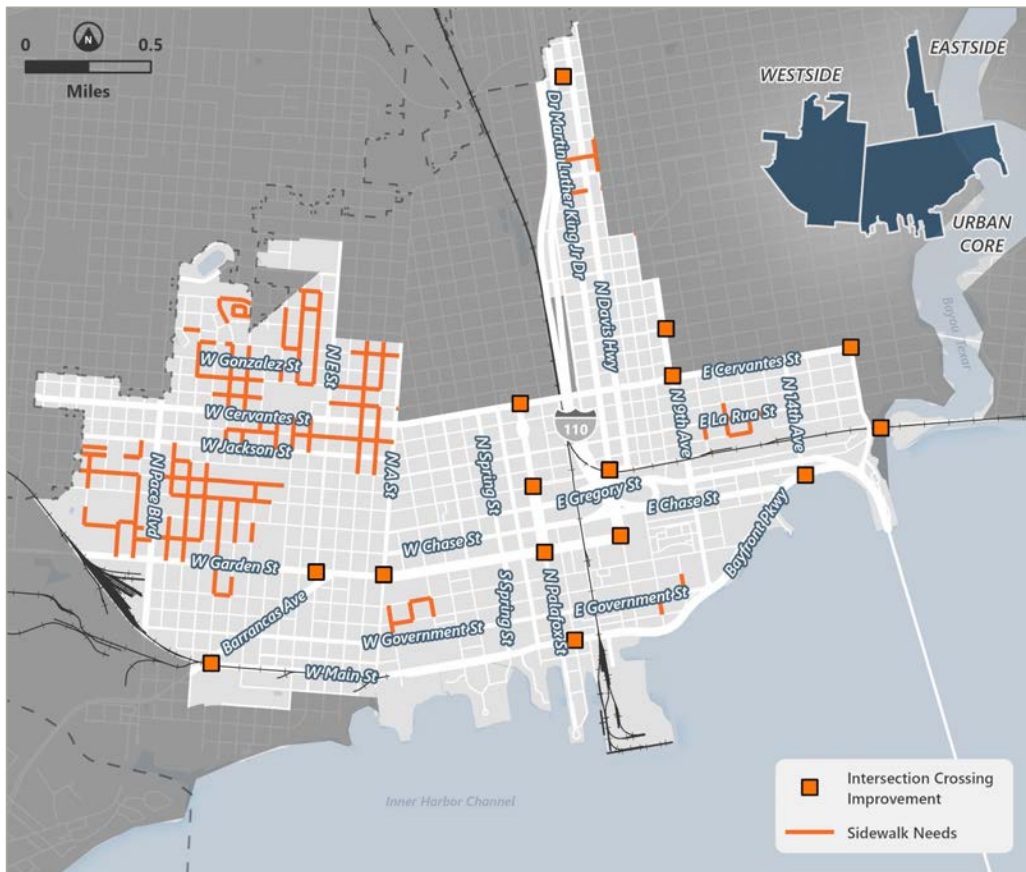 0 N 0.5
Miles
WESTSIDE
EASTSIDE
URBAN
CORE
Bayou Texar
Dr Martin Luther King Jr Dr
N Davis Hwy
W Gonzalez St
N E St
W Cervantes St
W Jackson St
N Pace Blvd
N A St
E Cervantes St
N 9th Ave
E La Rua St
N 14th Ave
110
N Spring St
E Gregory St
E Chase St
W Chase St
W Garden St
Bayfront Pkwy
Barrancas Ave
S Spring St
N Palafox St
E Government St
W Government St
W Main St
Inner Harbor Channel
Intersection Crossing
Improvement
Sidewalk Needs